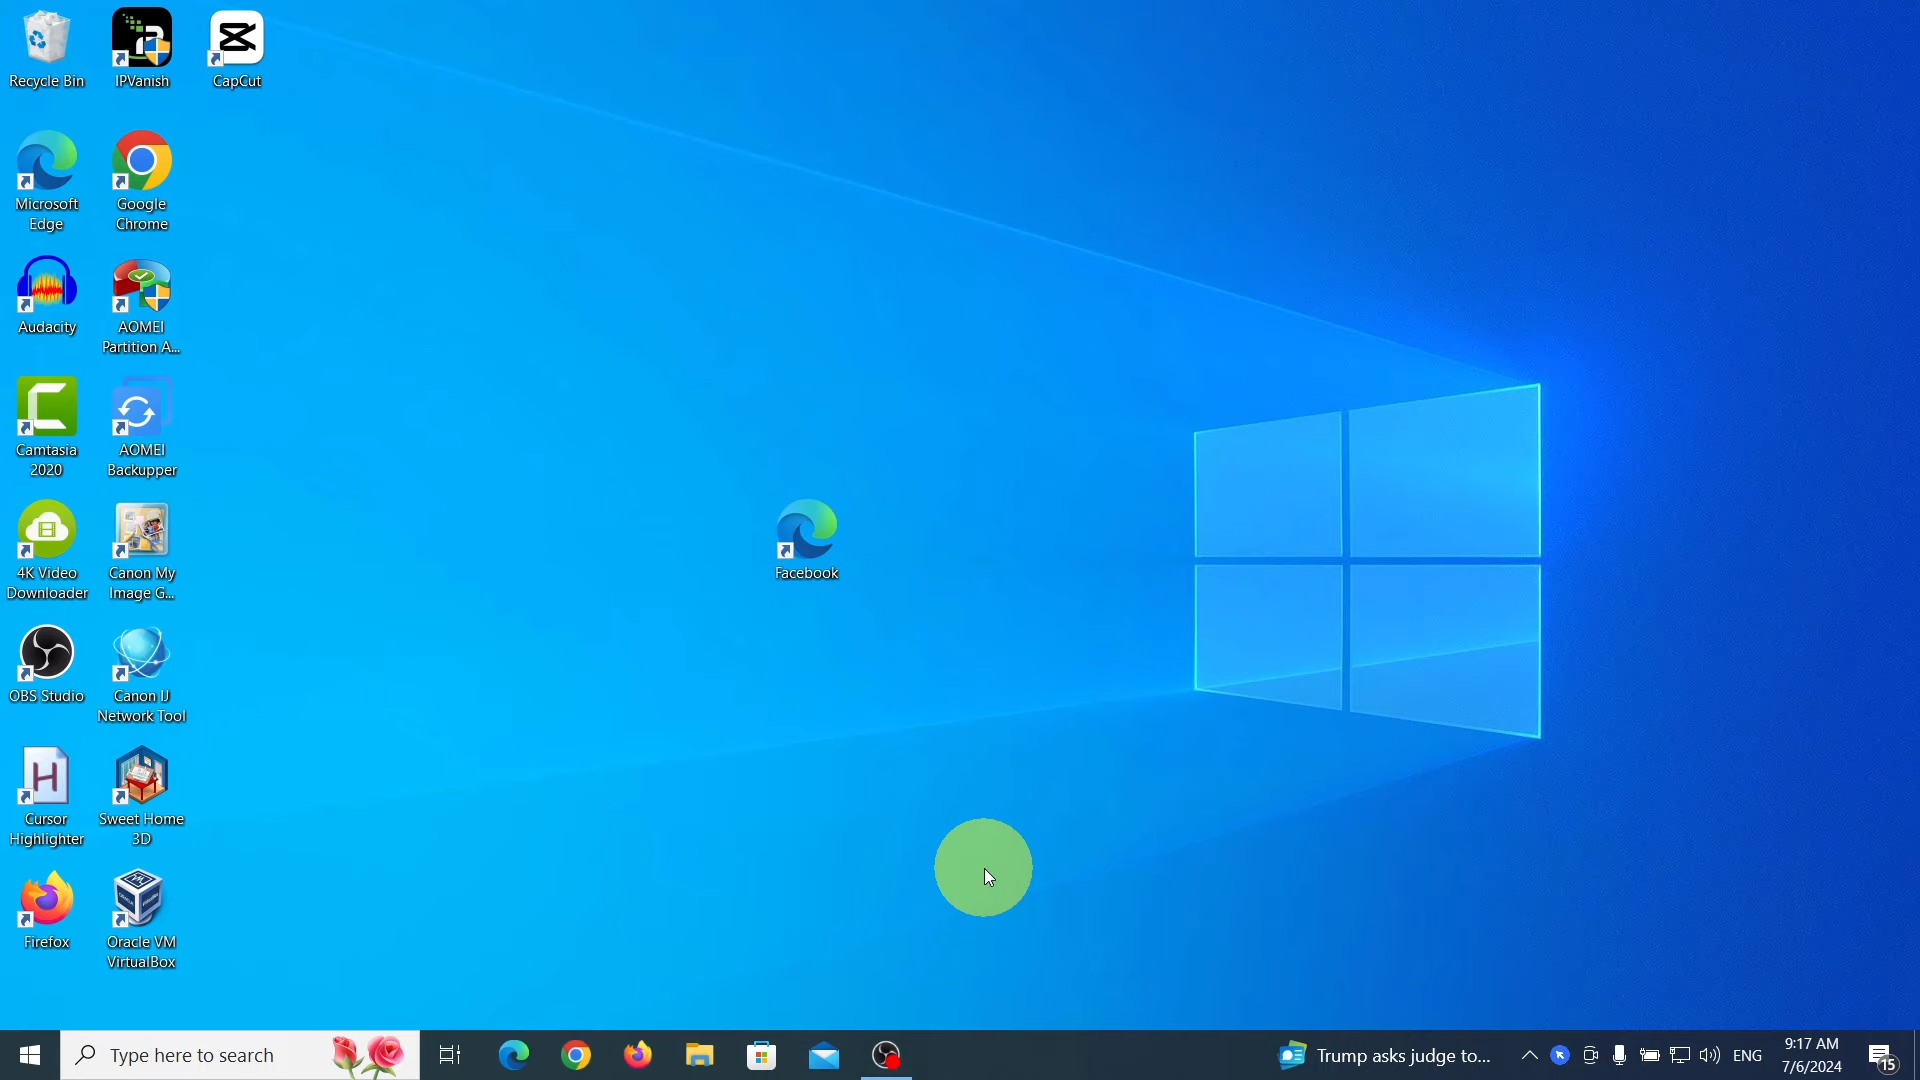 Recycle Bin
IPVanish
CapCut
Microsoft
Edge
Google
Chrome
Audacity
AOMEI
Partition A...
Camtasia
2020
AOMEI
Backupper
4K Video
Downloader
Canon My
Image G...
Facebook
OBS Studio
Canon IJ
Network Tool
H
Cursor
Highlighter
Sweet Home
3D
Firefox
Oracle VM
VirtualBox
Type here to search
Trump asks judge to...
ENG
9:17 AM
7/6/2024
15